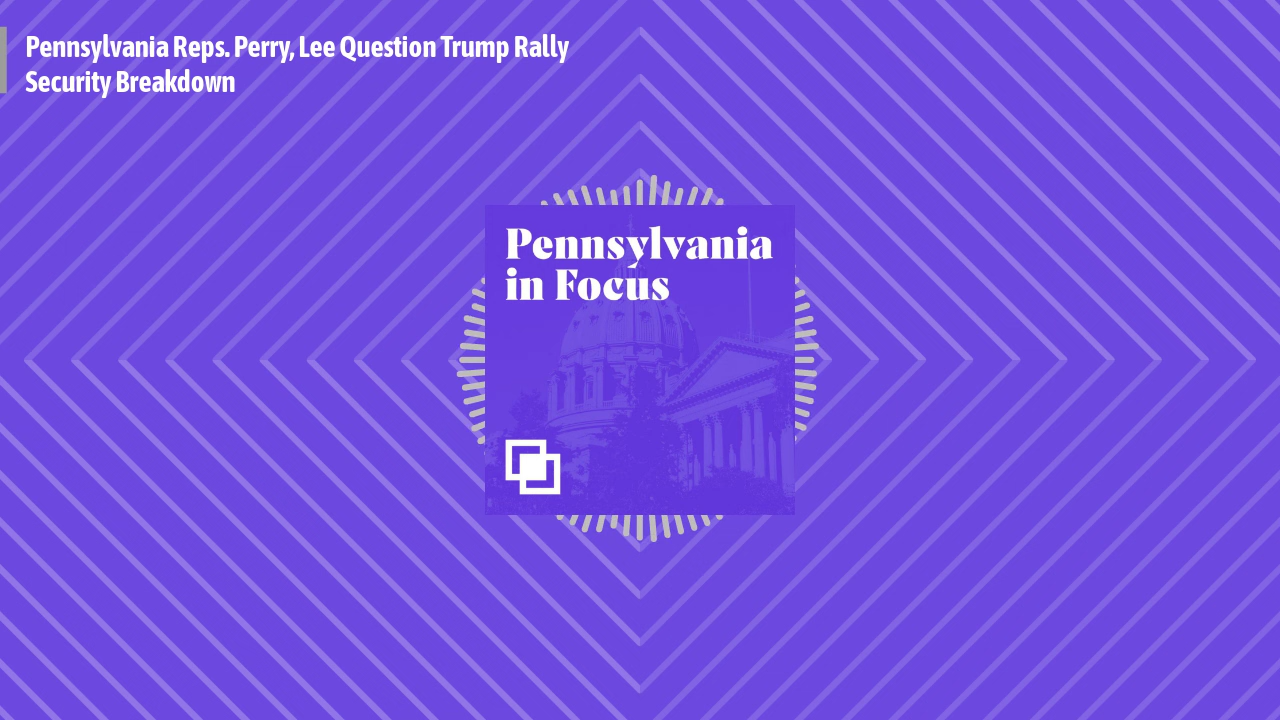 Pennsylvania Reps. Perry, Lee Question Trump Rally
Security Breakdown
Pennsylvania
in Focus